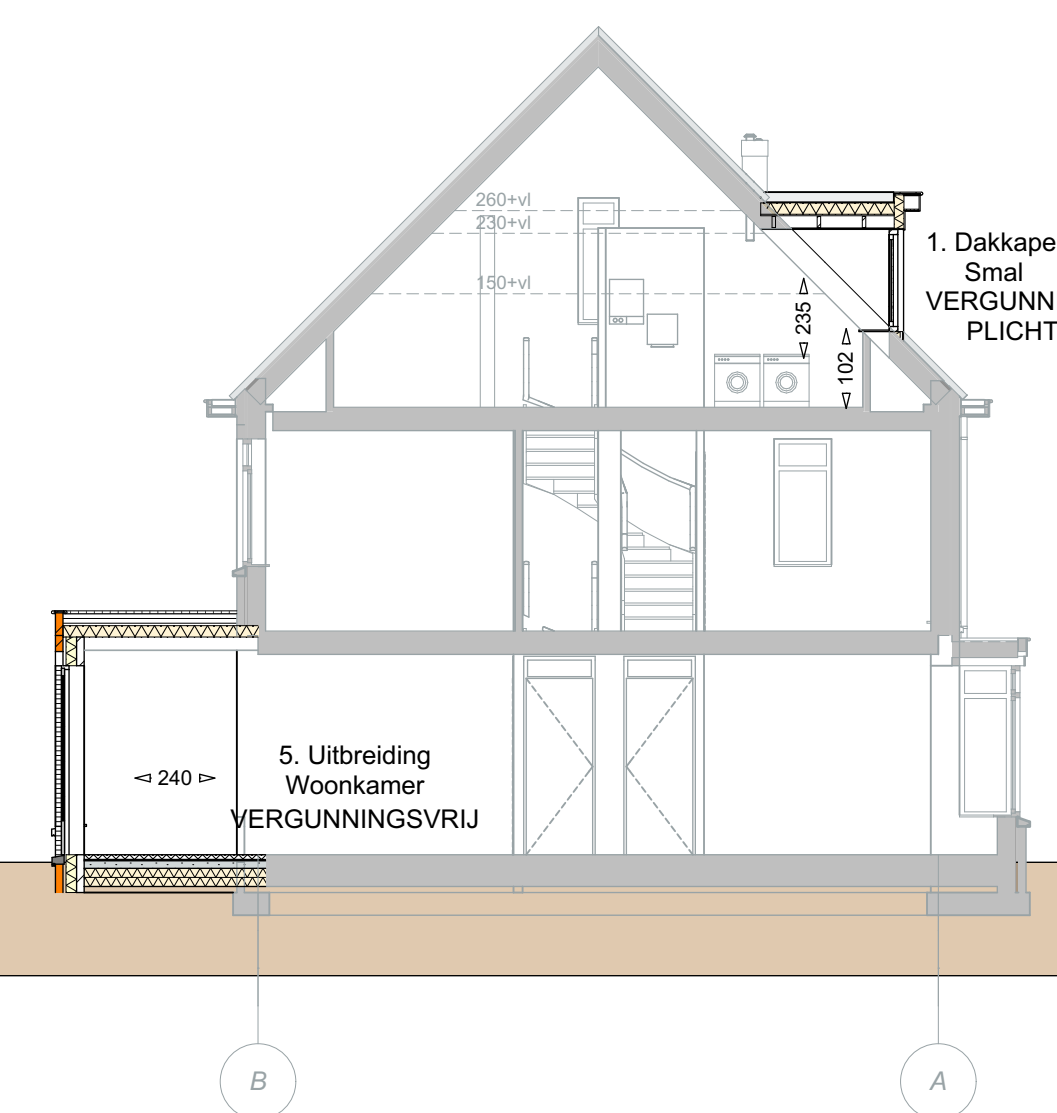 260+vl
230+vl
150+vl
1. Dakkape
Smal
VERGUNN
PLICHT
235
102
5. Uitbreiding
Woonkamer
VERGUNNINGSVRIJ
240
B
A